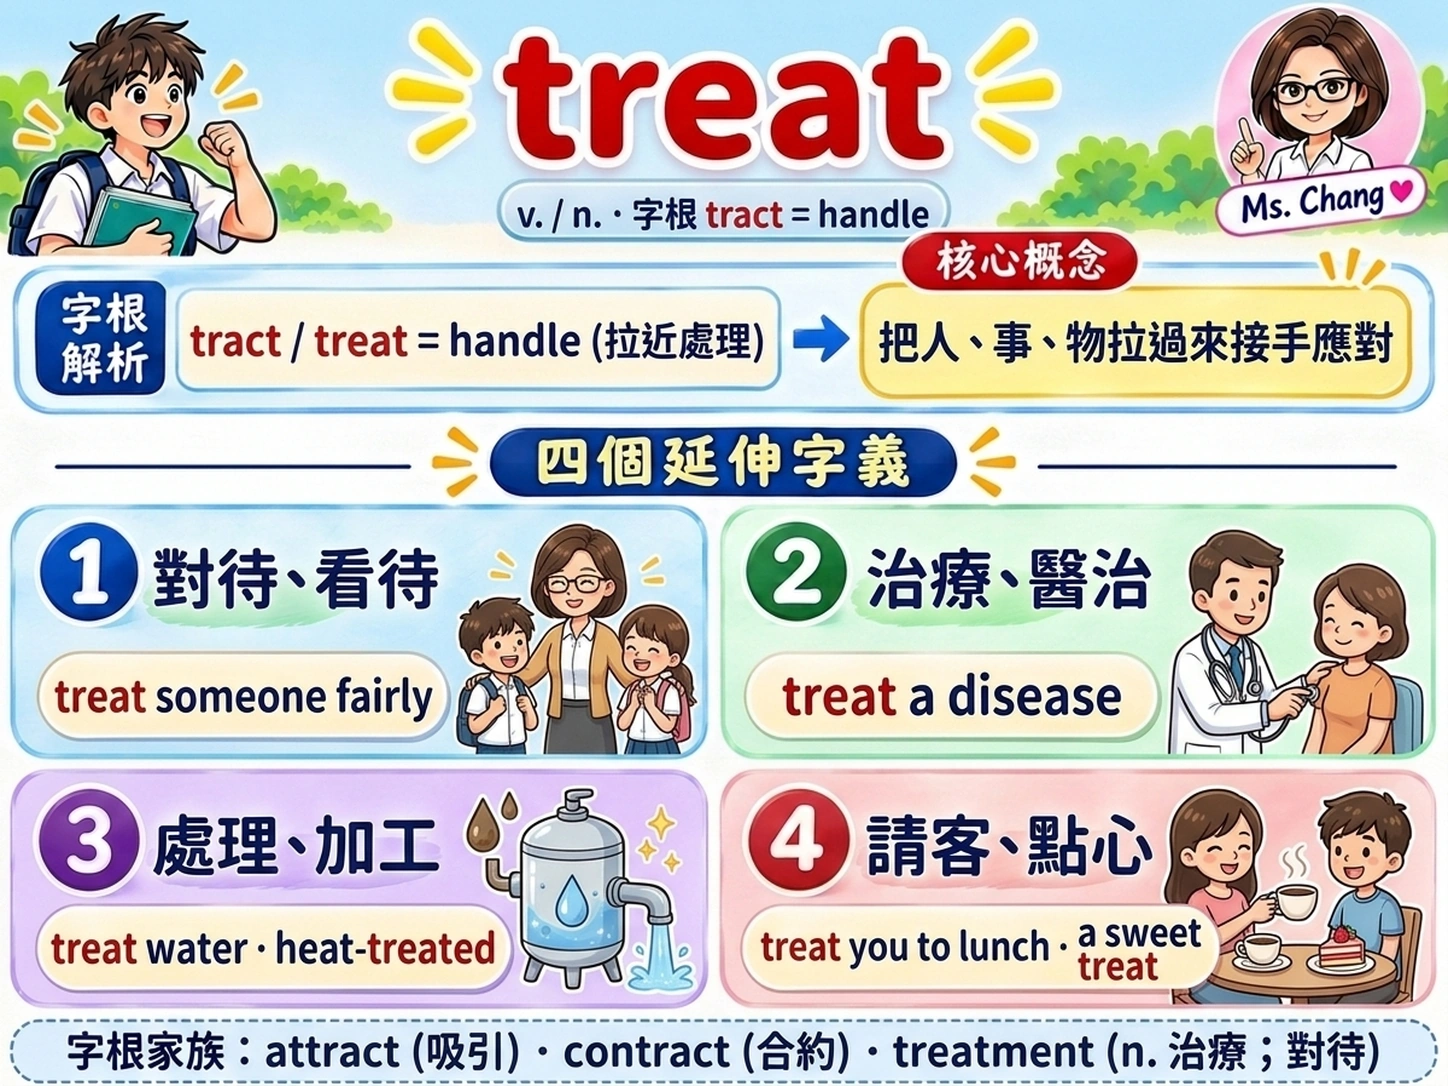 treat
v. / n. · 字根 tract = handle
Ms. Chang
核心概念
字根
解析
tract / treat = handle (拉近處理)
把人、事、物拉過來接手應對
四個延伸字義
1 對待、看待
treat someone fairly
2 治療、醫治
treat a disease
3 處理、加工
treat water · heat-treated
4 請客、點心
treat you to lunch · a sweet
treat
字根家族：attract (吸引) · contract (合約) · treatment (n. 治療；對待)